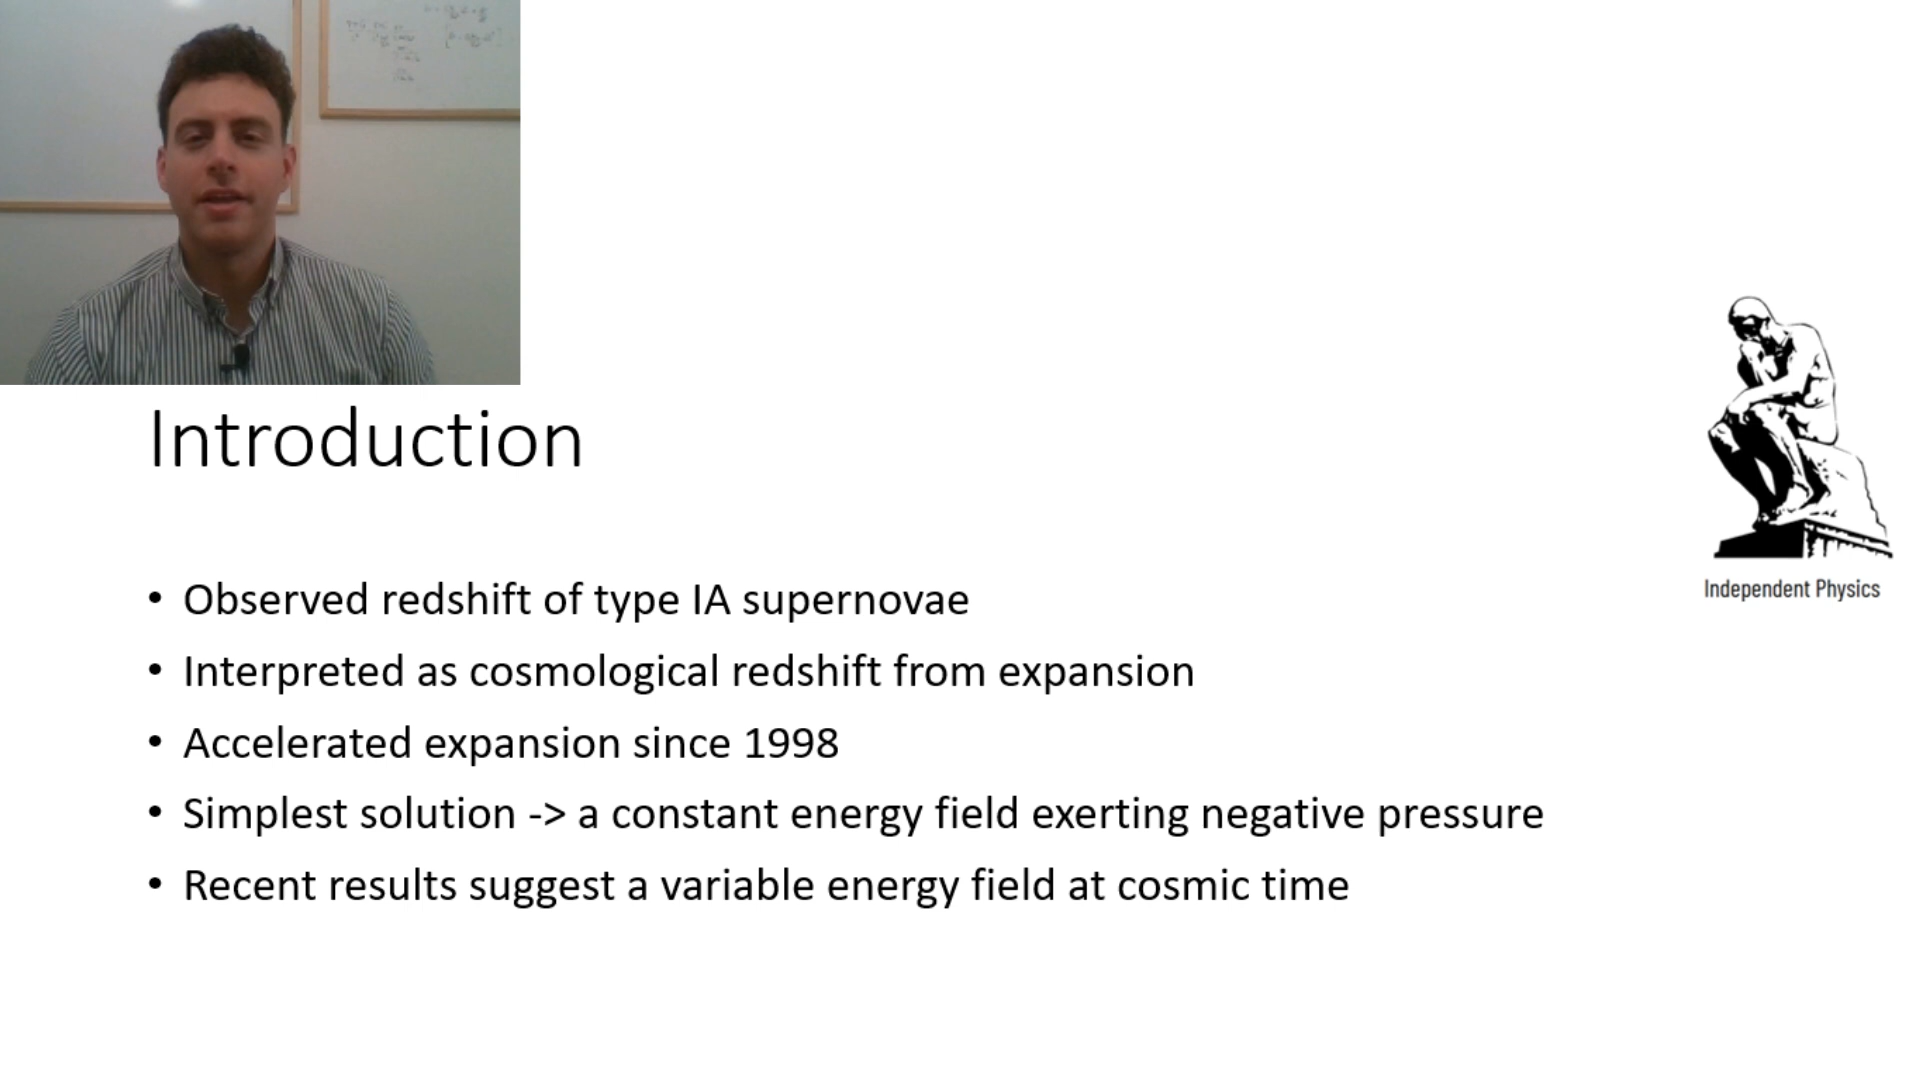 Introduction
• Observed redshift of type IA supernovae
• Interpreted as cosmological redshift from expansion
• Accelerated expansion since 1998
• Simplest solution -> a constant energy field exerting negative pressure
• Recent results suggest a variable energy field at cosmic time
Independent Physics